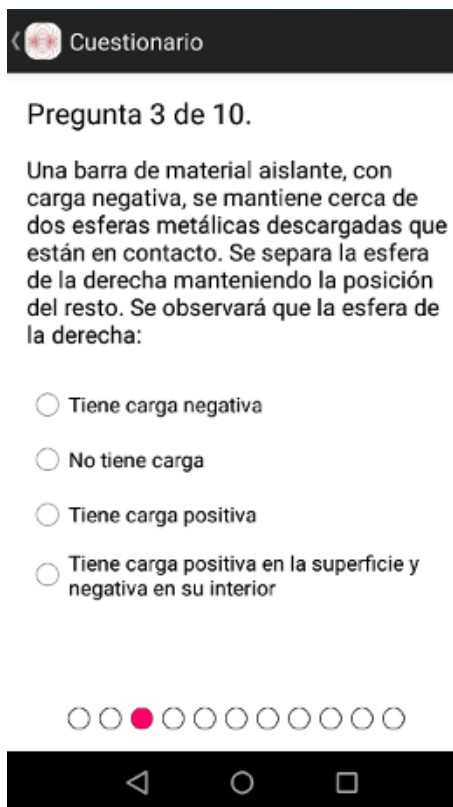 Cuestionario
Pregunta 3 de 10.
Una barra de material aislante, con
carga negativa, se mantiene cerca de
dos esferas metálicas descargadas que
están en contacto. Se separa la esfera
de la derecha manteniendo la posición
del resto. Se observará que la esfera de
la derecha:
Tiene carga negativa
No tiene carga
Tiene carga positiva
Tiene carga positiva en la superficie y
negativa en su interior